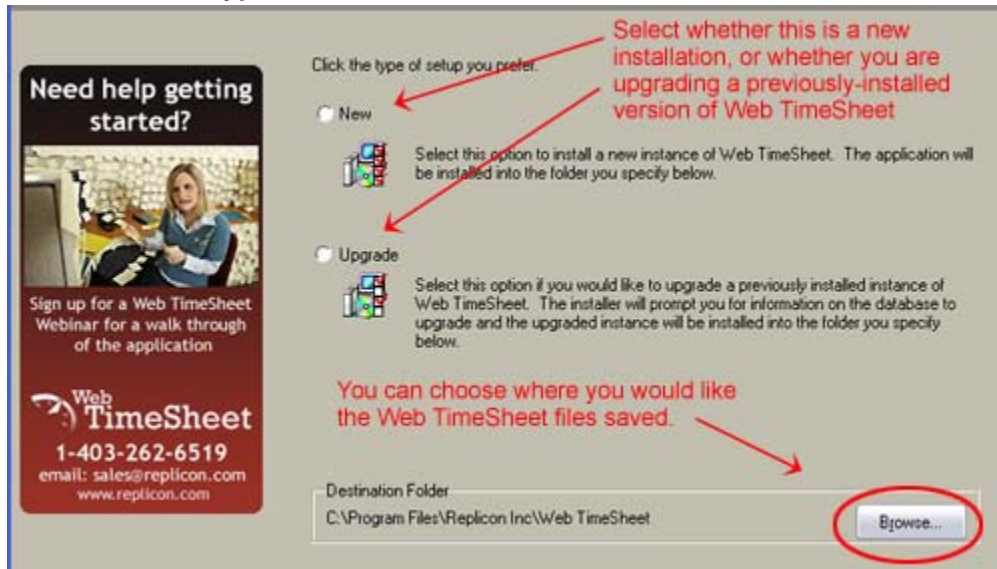 Select whether this is a new
installation, or whether you are
upgrading a previously-installed
version of Web TimeSheet
Click the type of setup you prefer.
New
Select this option to install a new instance of Web TimeSheet. The application will
be installed into the folder you specify below.
Upgrade
Select this option if you would like to upgrade a previously installed instance of
Web TimeSheet. The installer will prompt you for information on the database to
upgrade and the upgraded instance will be installed into the folder you specify
below.
You can choose where you would like
the Web TimeSheet files saved.
Destination Folder
C:\Program Files\Replicon Inc\Web TimeSheet
Browse...
Need help getting
started?
Sign up for a Web TimeSheet
Webinar for a walk through
of the application
Web
TimeSheet
1-403-262-6519
email: sales@replicon.com
www.replicon.com